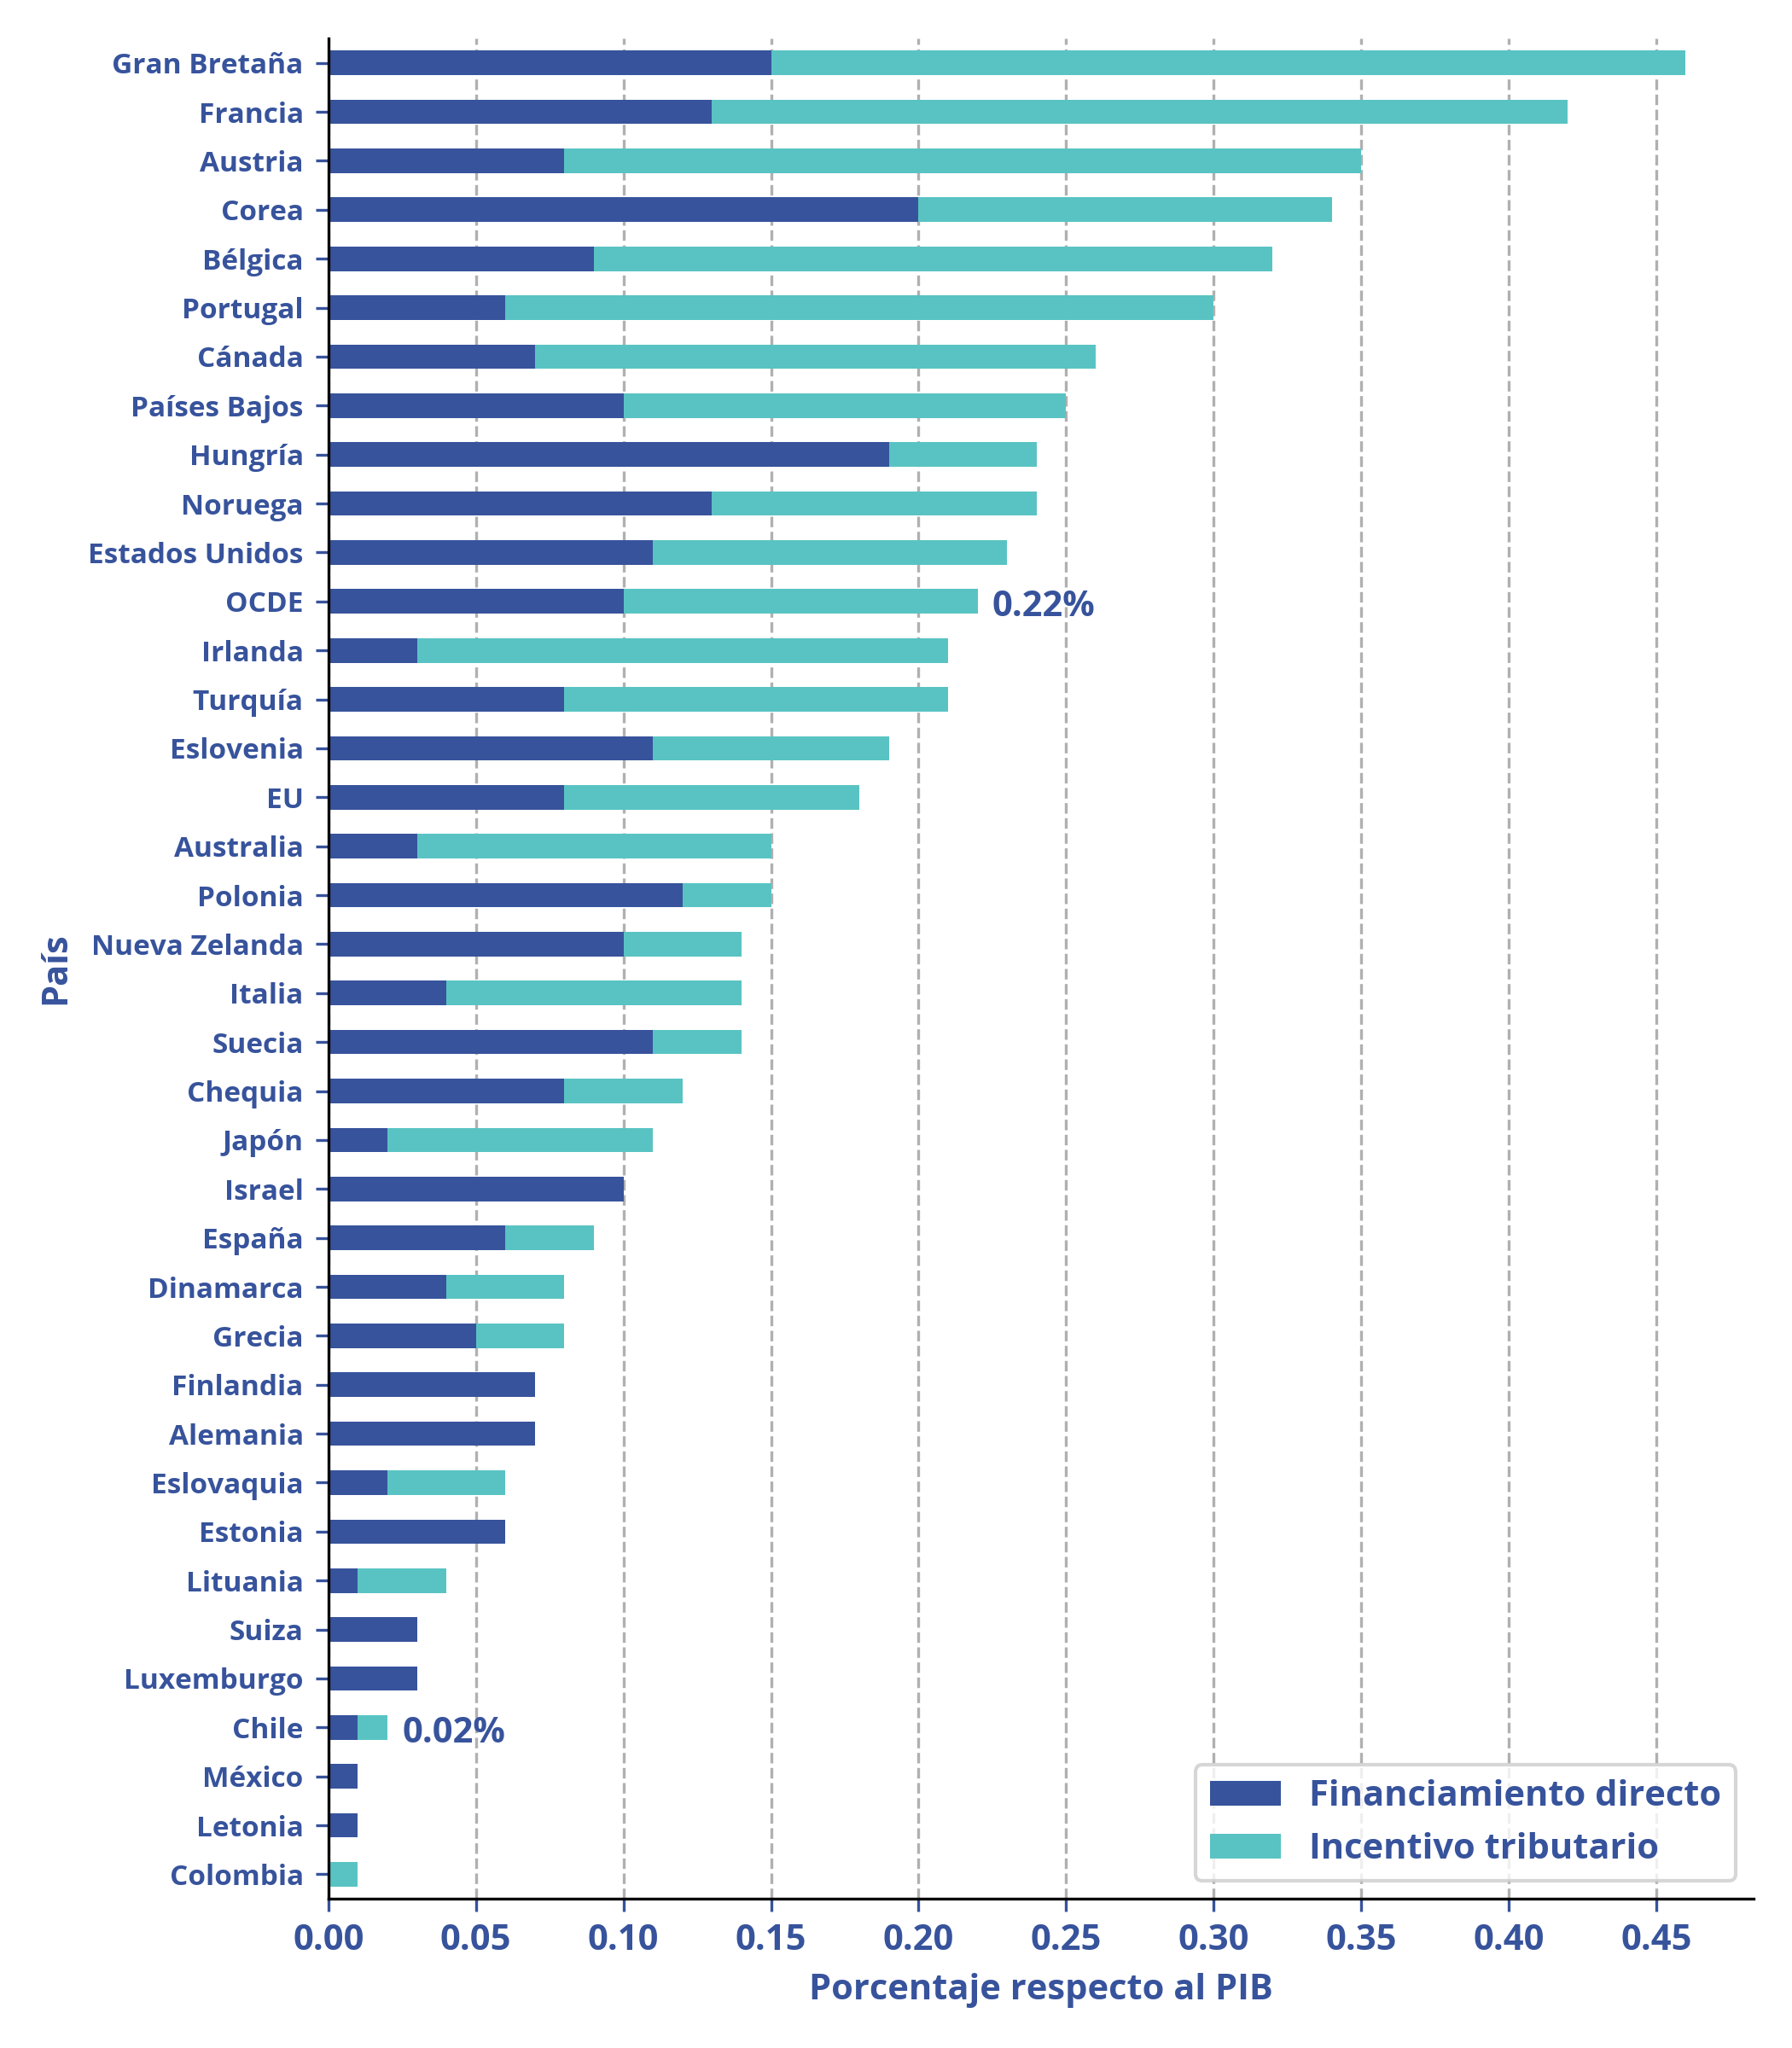 Gran Bretaña
Francia
Austria
Corea
Bélgica
Portugal
Cánada
Países Bajos
Hungría
Noruega
Estados Unidos
OCDE 0.22%
Irlanda
Turquía
Eslovenia
EU
Australia
Polonia
Nueva Zelanda
Italia
Suecia
Chequia
Japón
Israel
España
Dinamarca
Grecia
Finlandia
Alemania
Eslovaquia
Estonia
Lituania
Suiza
Luxemburgo
Chile 0.02%
México
Letonia
Colombia
País
Financiamiento directo
Incentivo tributario
0.00 0.05 0.10 0.15 0.20 0.25 0.30 0.35 0.40 0.45
Porcentaje respecto al PIB